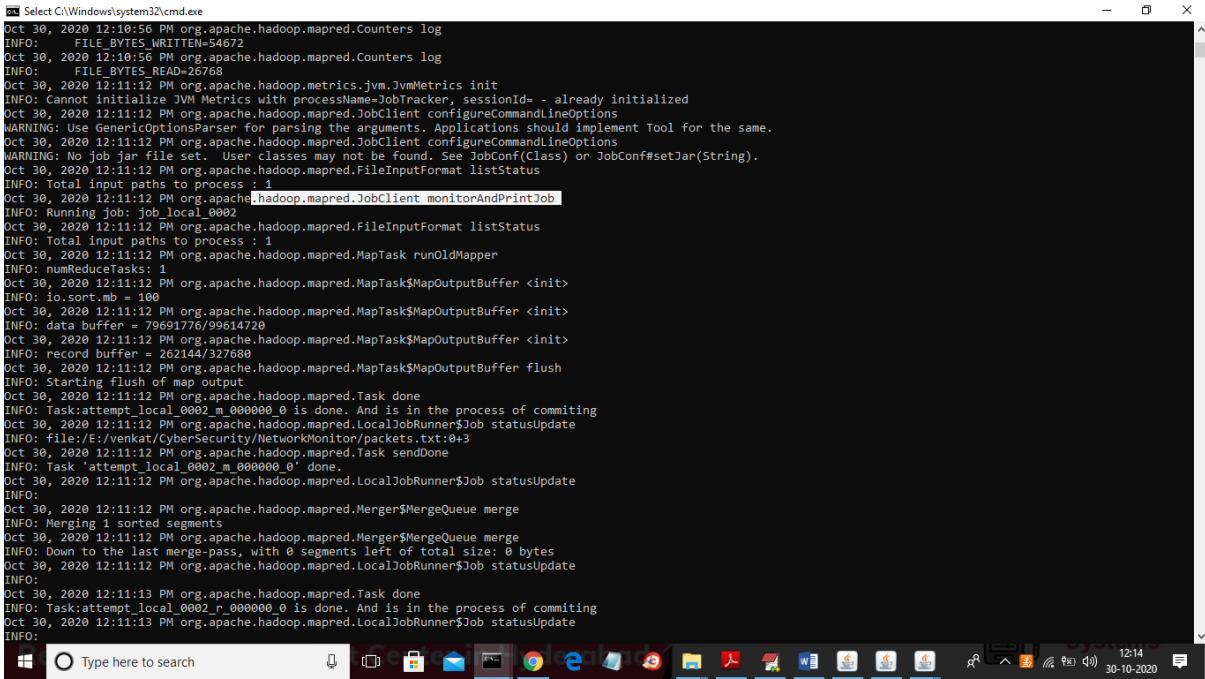 Select C:\Windows\system32\cmd.exe
Oct 30, 2020 12:10:56 PM org.apache.hadoop.mapred.Counters log
INFO:     FILE_BYTES_WRITTEN=54672
Oct 30, 2020 12:10:56 PM org.apache.hadoop.mapred.Counters log
INFO:     FILE_BYTES_READ=26768
Oct 30, 2020 12:11:12 PM org.apache.hadoop.metrics.jvm.JvmMetrics init
INFO: Cannot initialize JVM Metrics with processName=JobTracker, sessionId= - already initialized
Oct 30, 2020 12:11:12 PM org.apache.hadoop.mapred.JobClient configureCommandLineOptions
WARNING: Use GenericOptionsParser for parsing the arguments. Applications should implement Tool for the same.
Oct 30, 2020 12:11:12 PM org.apache.hadoop.mapred.JobClient configureCommandLineOptions
WARNING: No job jar file set.  User classes may not be found. See JobConf(Class) or JobConf#setJar(String).
Oct 30, 2020 12:11:12 PM org.apache.hadoop.mapred.FileInputFormat listStatus
INFO: Total input paths to process : 1
Oct 30, 2020 12:11:12 PM org.apache.hadoop.mapred.JobClient monitorAndPrintJob
INFO: Running job: job_local_0002
Oct 30, 2020 12:11:12 PM org.apache.hadoop.mapred.FileInputFormat listStatus
INFO: Total input paths to process : 1
Oct 30, 2020 12:11:12 PM org.apache.hadoop.mapred.MapTask runOldMapper
INFO: numReduceTasks: 1
Oct 30, 2020 12:11:12 PM org.apache.hadoop.mapred.MapTask$MapOutputBuffer <init>
INFO: io.sort.mb = 100
Oct 30, 2020 12:11:12 PM org.apache.hadoop.mapred.MapTask$MapOutputBuffer <init>
INFO: data buffer = 79691776/99614720
Oct 30, 2020 12:11:12 PM org.apache.hadoop.mapred.MapTask$MapOutputBuffer <init>
INFO: record buffer = 262144/327680
Oct 30, 2020 12:11:12 PM org.apache.hadoop.mapred.MapTask$MapOutputBuffer flush
INFO: Starting flush of map output
Oct 30, 2020 12:11:12 PM org.apache.hadoop.mapred.Task done
INFO: Task:attempt_local_0002_m_000000_0 is done. And is in the process of commiting
Oct 30, 2020 12:11:12 PM org.apache.hadoop.mapred.LocalJobRunner$Job statusUpdate
INFO: file:/E:/venkat/CyberSecurity/NetworkMonitor/packets.txt:0+3
Oct 30, 2020 12:11:12 PM org.apache.hadoop.mapred.Task sendDone
INFO: Task 'attempt_local_0002_m_000000_0' done.
Oct 30, 2020 12:11:12 PM org.apache.hadoop.mapred.LocalJobRunner$Job statusUpdate
INFO:
Oct 30, 2020 12:11:12 PM org.apache.hadoop.mapred.Merger$MergeQueue merge
INFO: Merging 1 sorted segments
Oct 30, 2020 12:11:12 PM org.apache.hadoop.mapred.Merger$MergeQueue merge
INFO: Down to the last merge-pass, with 0 segments left of total size: 0 bytes
Oct 30, 2020 12:11:12 PM org.apache.hadoop.mapred.LocalJobRunner$Job statusUpdate
INFO:
Oct 30, 2020 12:11:13 PM org.apache.hadoop.mapred.Task done
INFO: Task:attempt_local_0002_r_000000_0 is done. And is in the process of commiting
Oct 30, 2020 12:11:13 PM org.apache.hadoop.mapred.LocalJobRunner$Job statusUpdate
INFO:
Type here to search
12:14
30-10-2020